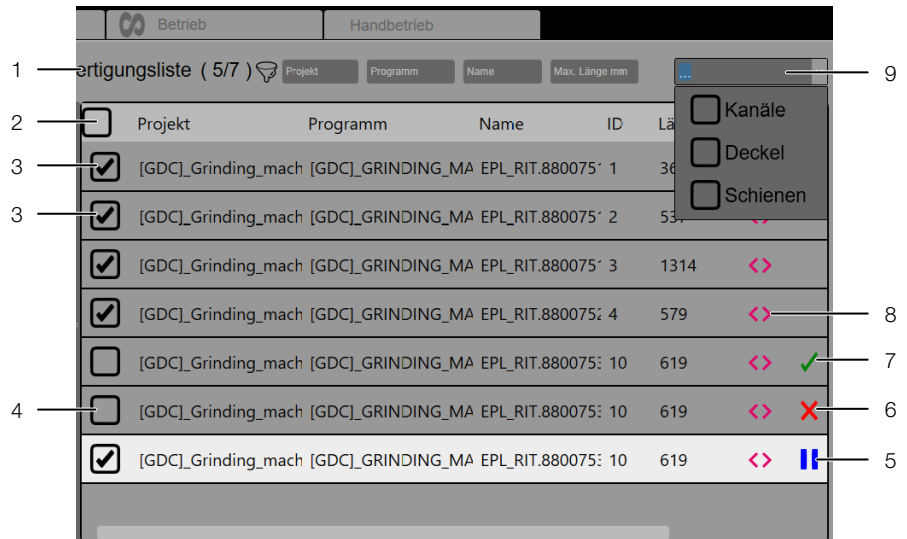 Betrieb Handbetrieb
1 ertigungsliste ( 5/7 ) Projekt Programm Name Max. Länge mm ... 9
Kanäle
Deckel
Schienen
2 Projekt Programm Name ID Lä
3 [GDC]_Grinding_mach [GDC]_GRINDING_MA EPL_RIT.880075 1 36
3 [GDC]_Grinding_mach [GDC]_GRINDING_MA EPL_RIT.880075 2 537
[GDC]_Grinding_mach [GDC]_GRINDING_MA EPL_RIT.880075 3 1314
[GDC]_Grinding_mach [GDC]_GRINDING_MA EPL_RIT.880075 4 579 <> 8
[GDC]_Grinding_mach [GDC]_GRINDING_MA EPL_RIT.880075 10 619 <> 7
4 [GDC]_Grinding_mach [GDC]_GRINDING_MA EPL_RIT.880075 10 619 <> 6
[GDC]_Grinding_mach [GDC]_GRINDING_MA EPL_RIT.880075 10 619 <> 5